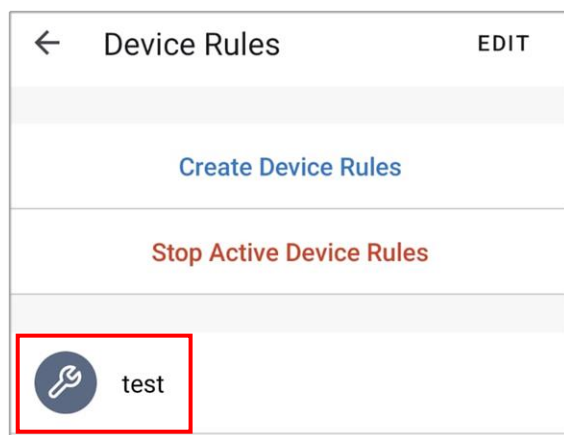 Device Rules EDIT
Create Device Rules
Stop Active Device Rules
test